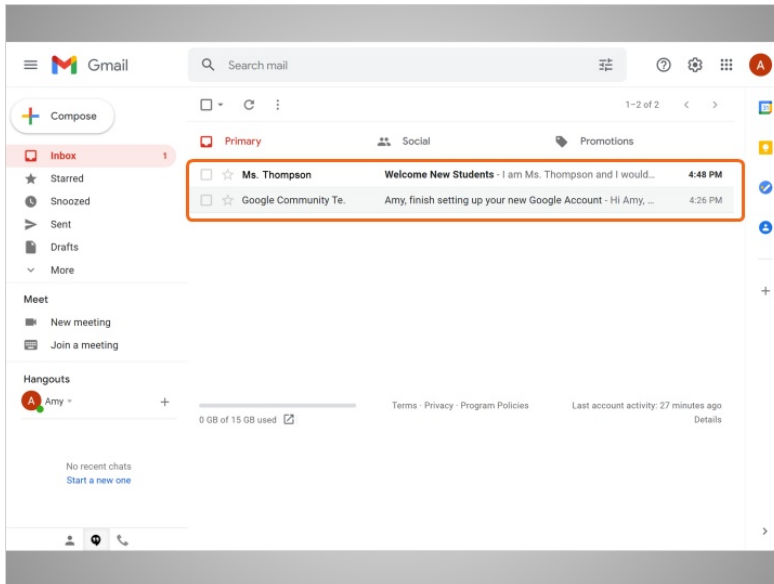 Gmail
Search mail
A
Compose
1–2 of 2
Primary
Social
Promotions
Inbox 1
Starred
Snoozed
Sent
Drafts
More
Ms. Thompson Welcome New Students - I am Ms. Thompson and I would... 4:48 PM
Google Community Te. Amy, finish setting up your new Google Account - Hi Amy, ... 4:26 PM
Meet
New meeting
Join a meeting
Hangouts
A Amy
0 GB of 15 GB used
Terms · Privacy · Program Policies
Last account activity: 27 minutes ago
Details
No recent chats
Start a new one